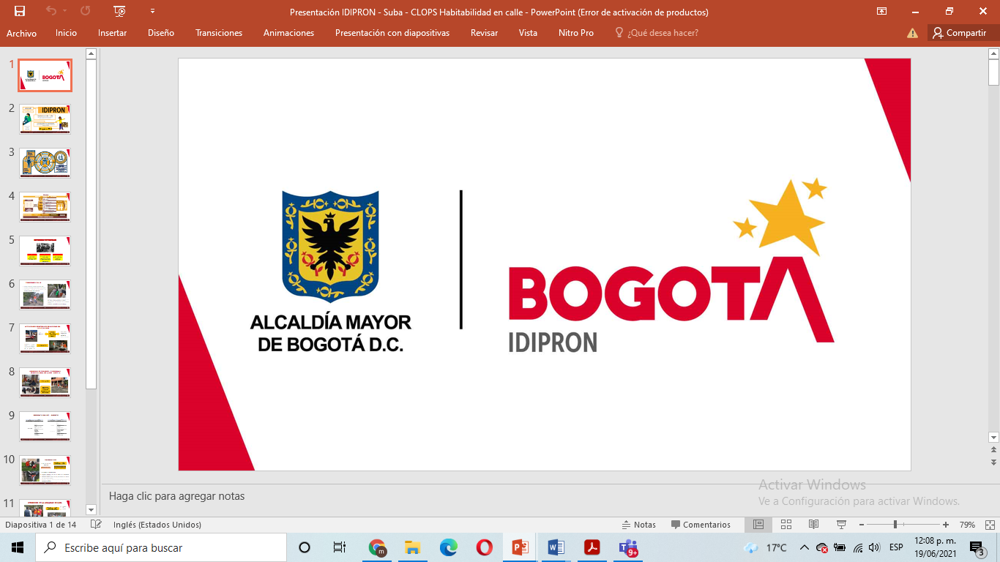 Presentación IDIPRON - Suba - CLOPS Habitabilidad en calle - PowerPoint (Error de activación de productos)
Archivo Inicio Insertar Diseño Transiciones Animaciones Presentación con diapositivas Revisar Vista Nitro Pro ¿Qué desea hacer? Compartir
1
2
IDIPRON
3
4
5
6
7
8
9
10
11
ALCALDÍA MAYOR
DE BOGOTÁ D.C.
BOGOTÁ
IDIPRON
Haga clic para agregar notas
Activar Windows
Ve a Configuración para activar Windows.
Diapositiva 1 de 14 Inglés (Estados Unidos) Notas Comentarios 79%
Escribe aquí para buscar
m
9+
17°C
ESP
12:08 p. m.
19/06/2021
3